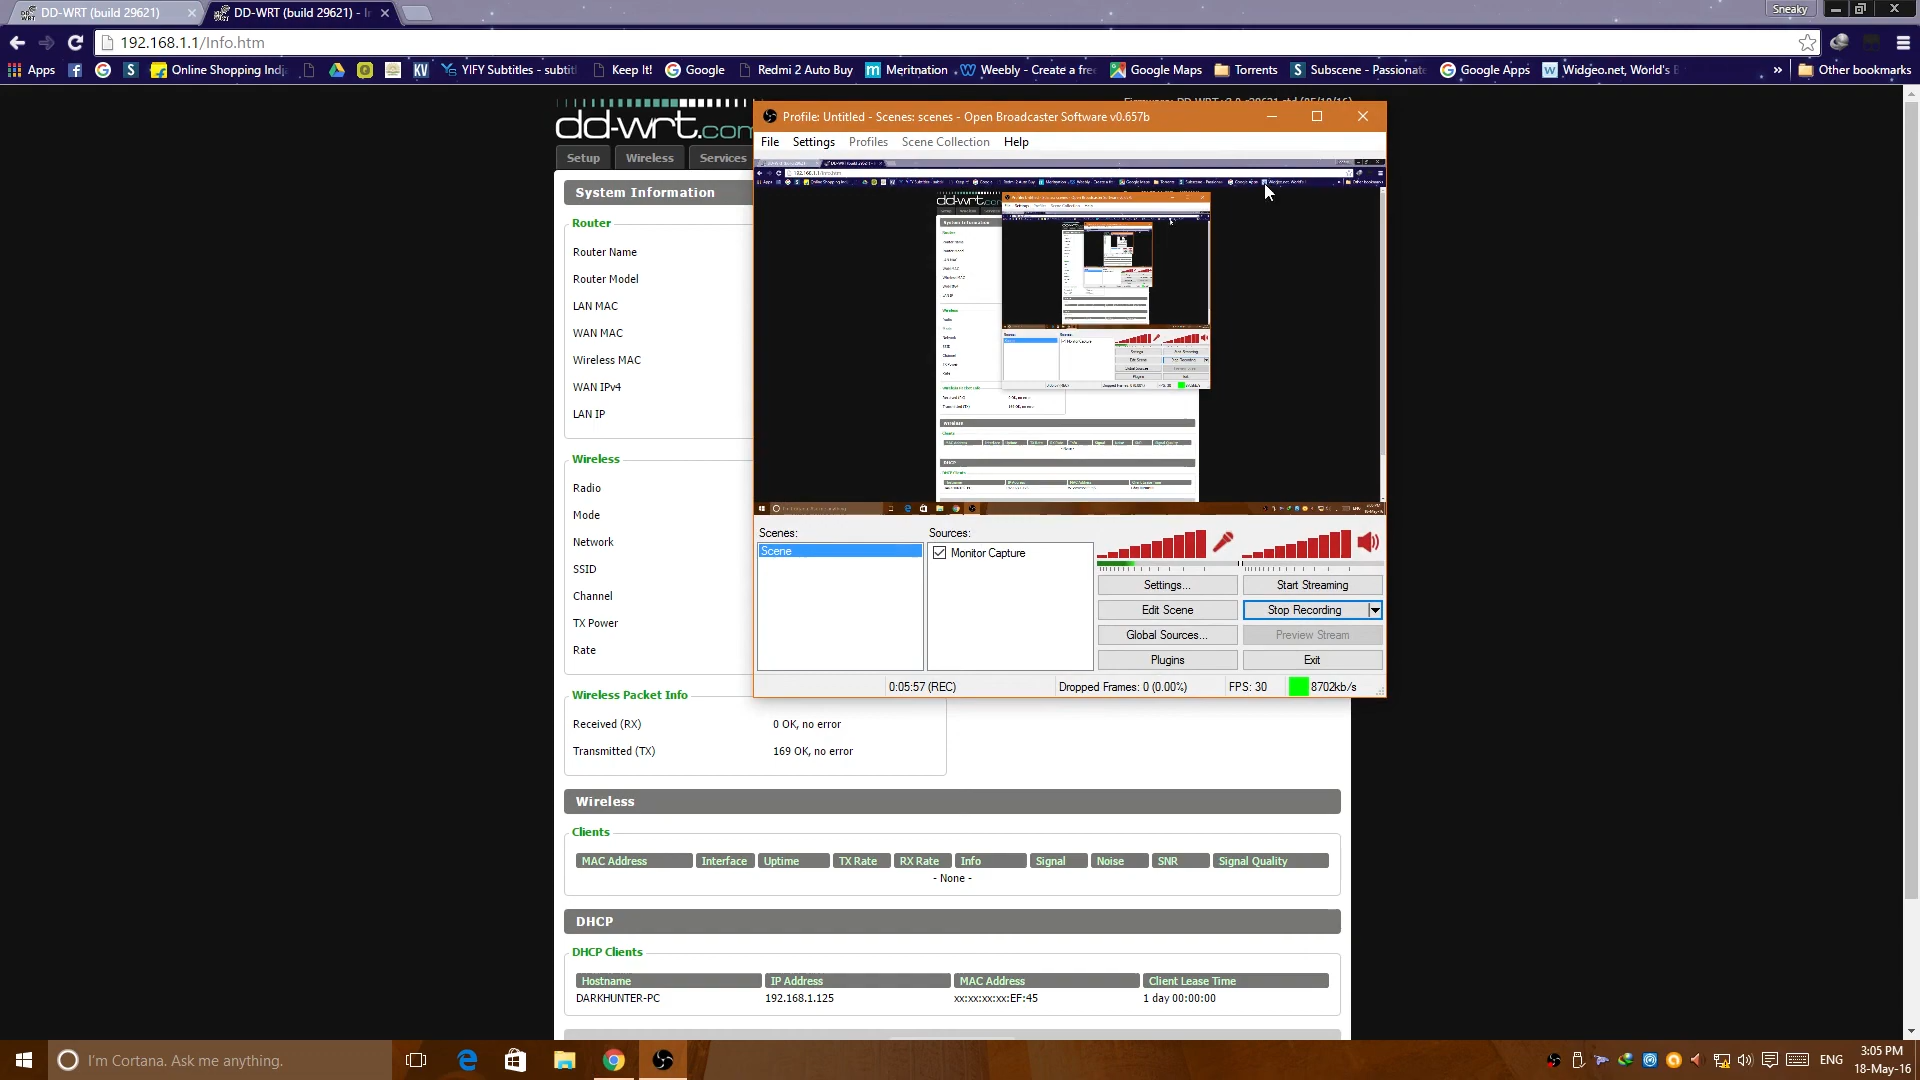 DD-WRT (build 29621)
DD-WRT (build 29621) - I
Sneaky
192.168.1.1/Info.htm
Apps
Online Shopping Indi
KV
YIFY Subtitles - subti
Keep It!
Google
Redmi 2 Auto Buy
Meritnation
Weebly - Create a fre
Google Maps
Torrents
Subscene - Passionat
Google Apps
Widgeo.net, World's
Other bookmarks
dd-wrt.com
Setup
Wireless
Services
System Information
Router
Router Name
Router Model
LAN MAC
WAN MAC
Wireless MAC
WAN IPv4
LAN IP
Wireless
Radio
Mode
Network
SSID
Channel
TX Power
Rate
Wireless Packet Info
Received (RX) 0 OK, no error
Transmitted (TX) 169 OK, no error
Wireless
Clients
MAC Address Interface Uptime TX Rate RX Rate Info Signal Noise SNR Signal Quality
- None -
DHCP
DHCP Clients
Hostname IP Address MAC Address Client Lease Time
DARKHUNTER-PC 192.168.1.125 xx:xx:xx:xx:EF:45 1 day 00:00:00
Profile: Untitled - Scenes: scenes - Open Broadcaster Software v0.657b
File Settings Profiles Scene Collection Help
Scenes:
Scene
Sources:
Monitor Capture
Settings...
Start Streaming
Edit Scene
Stop Recording
Global Sources...
Preview Stream
Plugins
Exit
0:05:57 (REC)
Dropped Frames: 0 (0.00%)
FPS: 30
8702kb/s
I'm Cortana. Ask me anything.
ENG
3:05 PM
18-May-16